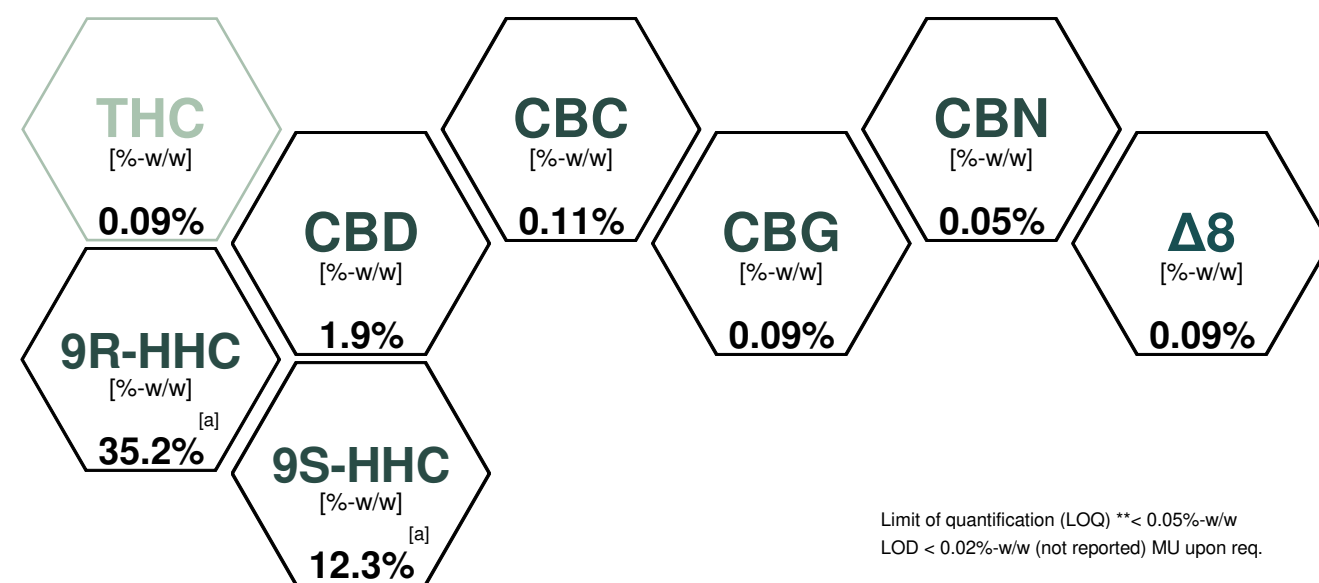 THC
[%-w/w]
0.09%
CBD
[%-w/w]
1.9%
CBC
[%-w/w]
0.11%
CBG
[%-w/w]
0.09%
CBN
[%-w/w]
0.05%
Δ8
[%-w/w]
0.09%
9R-HHC
[%-w/w]
[a]
35.2%
9S-HHC
[%-w/w]
[a]
12.3%
Limit of quantification (LOQ) **< 0.05%-w/w
LOD < 0.02%-w/w (not reported) MU upon req.